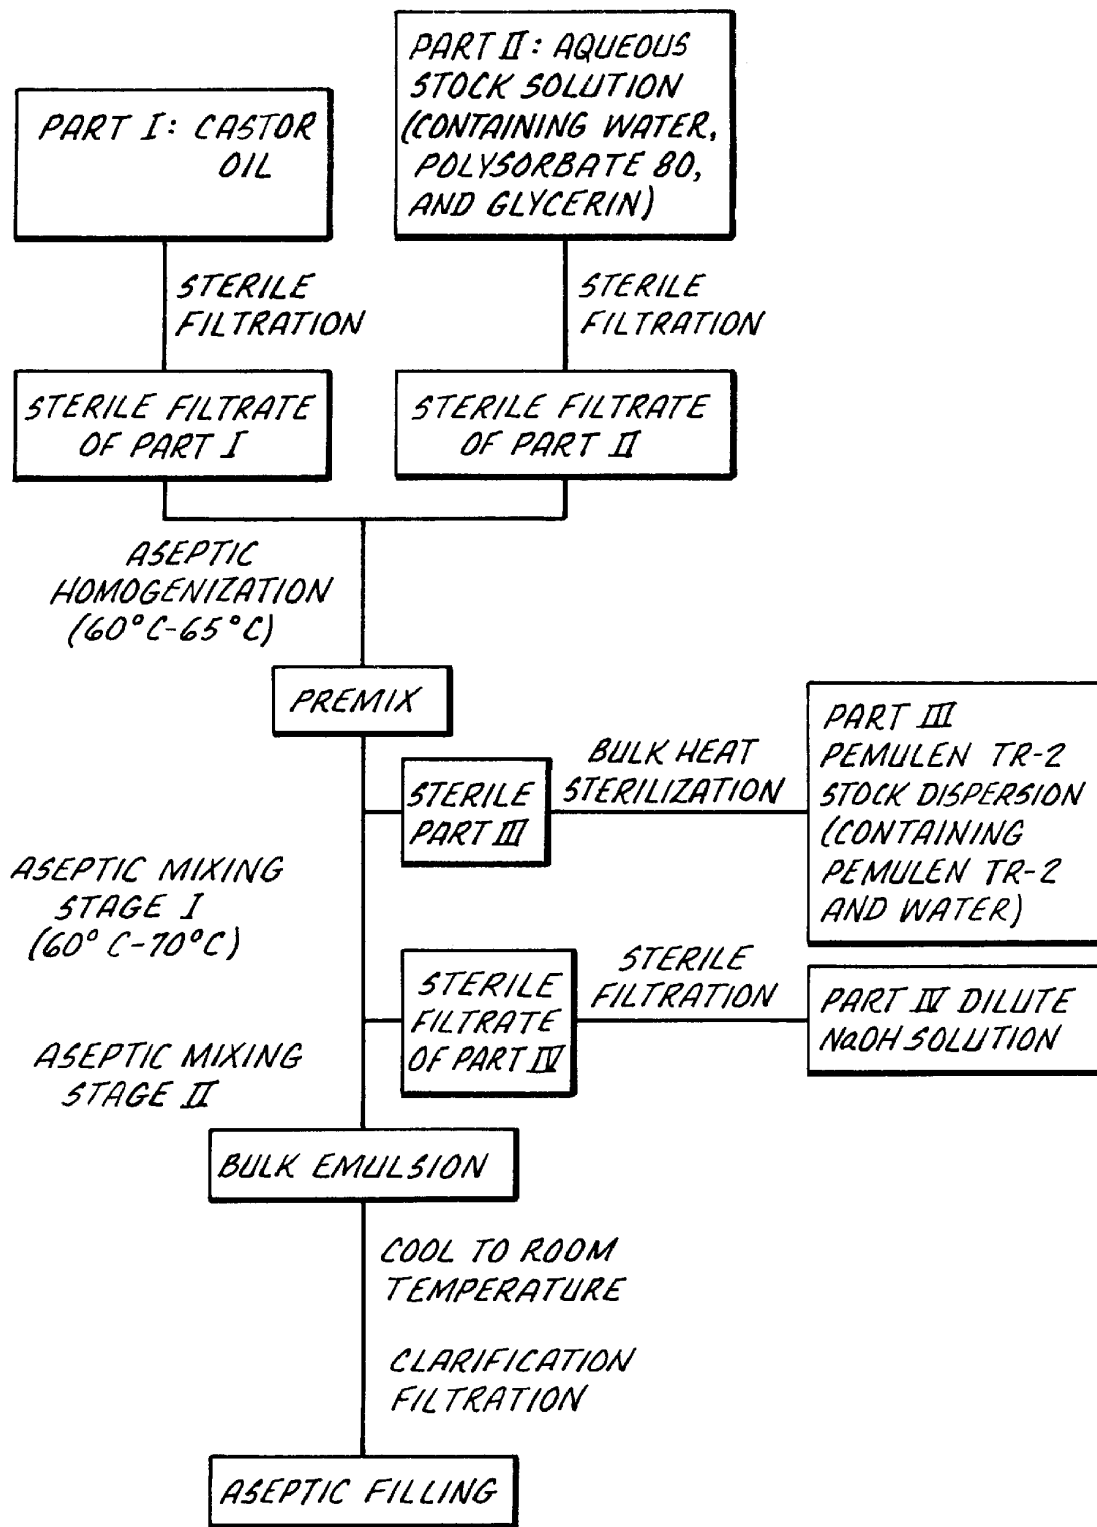 PART I: CASTOR
OIL
PART II: AQUEOUS
STOCK SOLUTION
(CONTAINING WATER,
POLYSORBATE 80,
AND GLYCERIN)
STERILE
FILTRATION
STERILE
FILTRATION
STERILE FILTRATE
OF PART I
STERILE FILTRATE
OF PART II
ASEPTIC
HOMOGENIZATION
(60°C-65°C)
PREMIX
STERILE
PART III
BULK HEAT
STERILIZATION
PART III
PEMULEN TR-2
STOCK DISPERSION
(CONTAINING
PEMULEN TR-2
AND WATER)
ASEPTIC MIXING
STAGE I
(60° C-70°C)
STERILE
FILTRATE
OF PART IV
STERILE
FILTRATION
PART IV DILUTE
NaOH SOLUTION
ASEPTIC MIXING
STAGE II
BULK EMULSION
COOL TO ROOM
TEMPERATURE
CLARIFICATION
FILTRATION
ASEPTIC FILLING